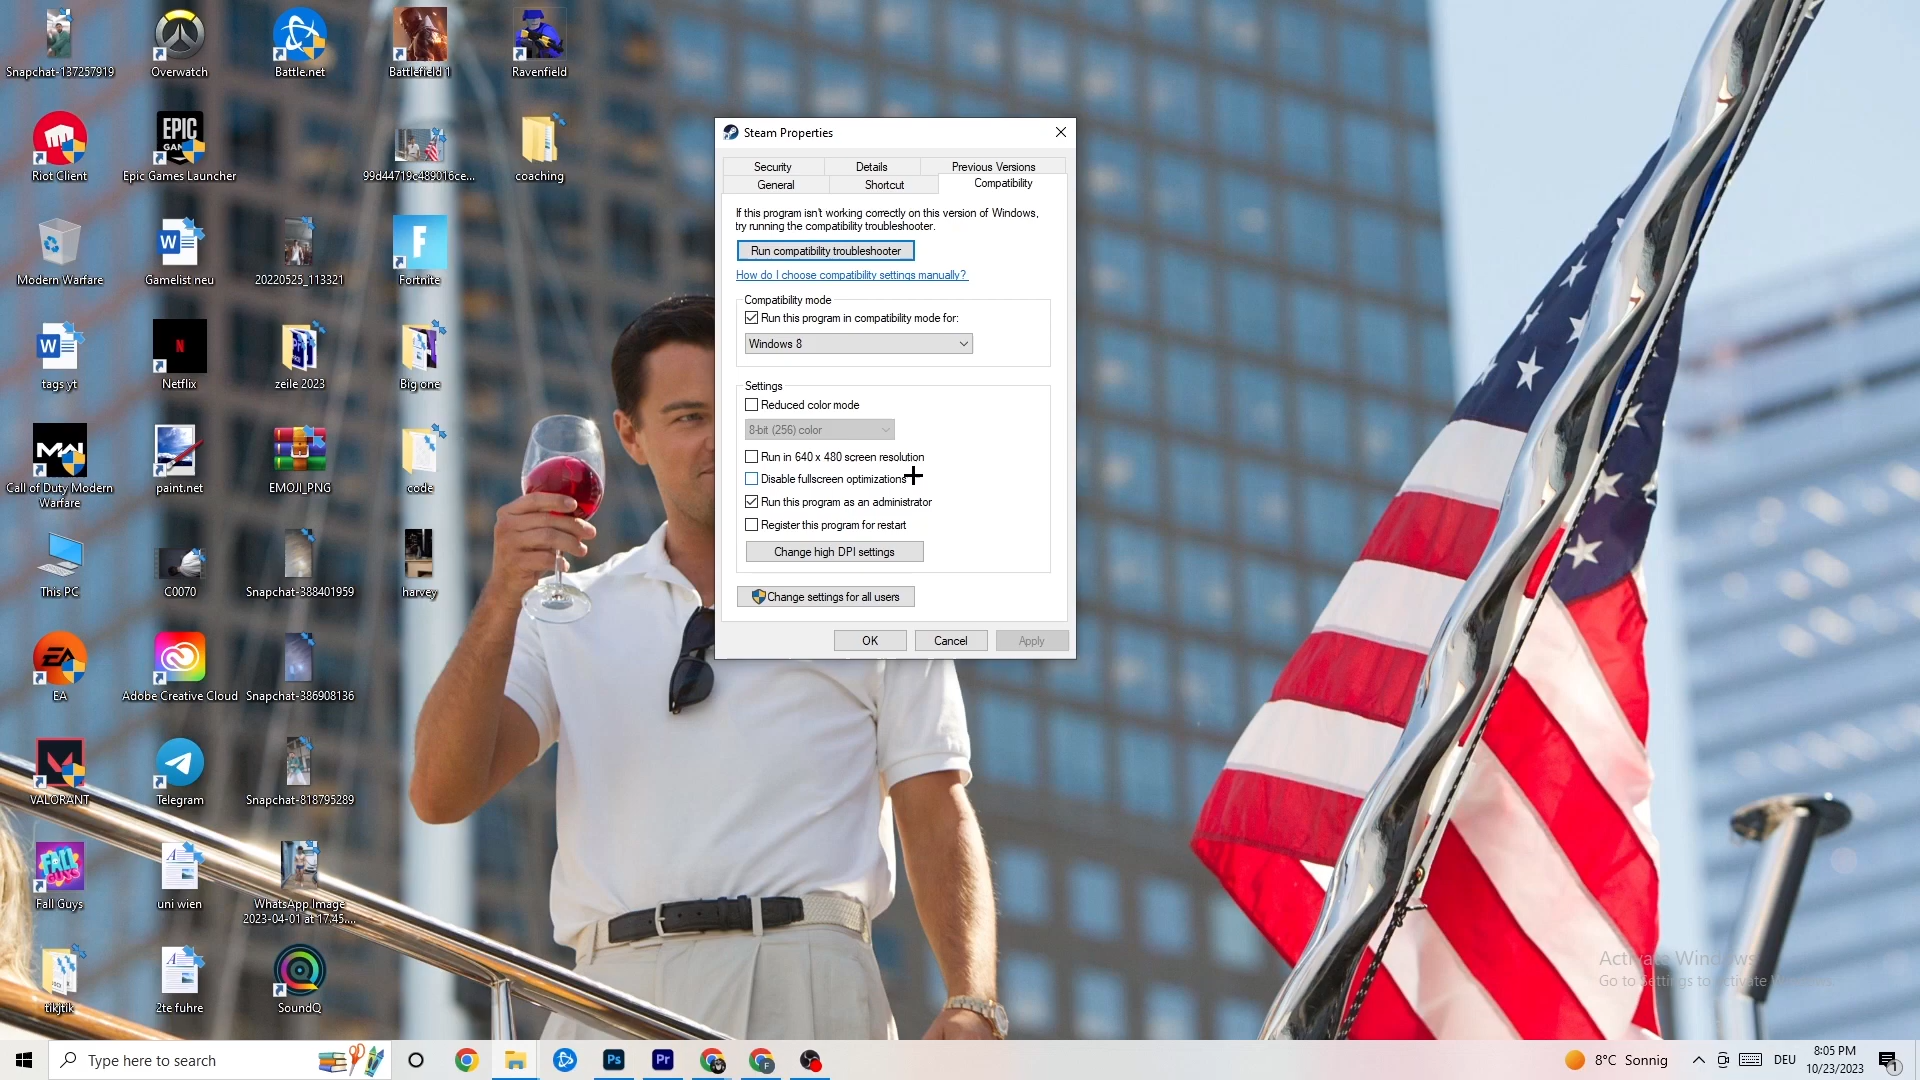 Snapchat-137257919
Overwatch
Battle.net
Battlefield 1
Ravenfield
Riot Client
EPIC
GAM
Epic Games Launcher
99d44719c489016ce...
coaching
Modern Warfare
W
Gamelist neu
20220525_113321
F
Fortnite
W
tags yt
N
Netflix
zeile 2023
Big one
Call of Duty Modern
Warfare
paint.net
EMOJI_PNG
code
This PC
C0070
Snapchat-388401959
harvey
EA
EA
Adobe Creative Cloud
Snapchat-386908136
VALORANT
Telegram
Snapchat-818795289
FALL
GUYS
Fall Guys
uni wien
WhatsApp Image
2023-04-01 at 17.45....
tikjtik
2te fuhre
SoundQ
Steam Properties
Security
Details
Previous Versions
General
Shortcut
Compatibility
If this program isn't working correctly on this version of Windows,
try running the compatibility troubleshooter.
Run compatibility troubleshooter
How do I choose compatibility settings manually?
Compatibility mode
Run this program in compatibility mode for:
Windows 8
Settings
Reduced color mode
8-bit (256) color
Run in 640 x 480 screen resolution
Disable fullscreen optimizations
Run this program as an administrator
Register this program for restart
Change high DPI settings
Change settings for all users
OK
Cancel
Apply
Activate Windows
Go to Settings to activate Windows.
Type here to search
Ps
Pr
F
8°C Sonnig
DEU
8:05 PM
10/23/2023
1